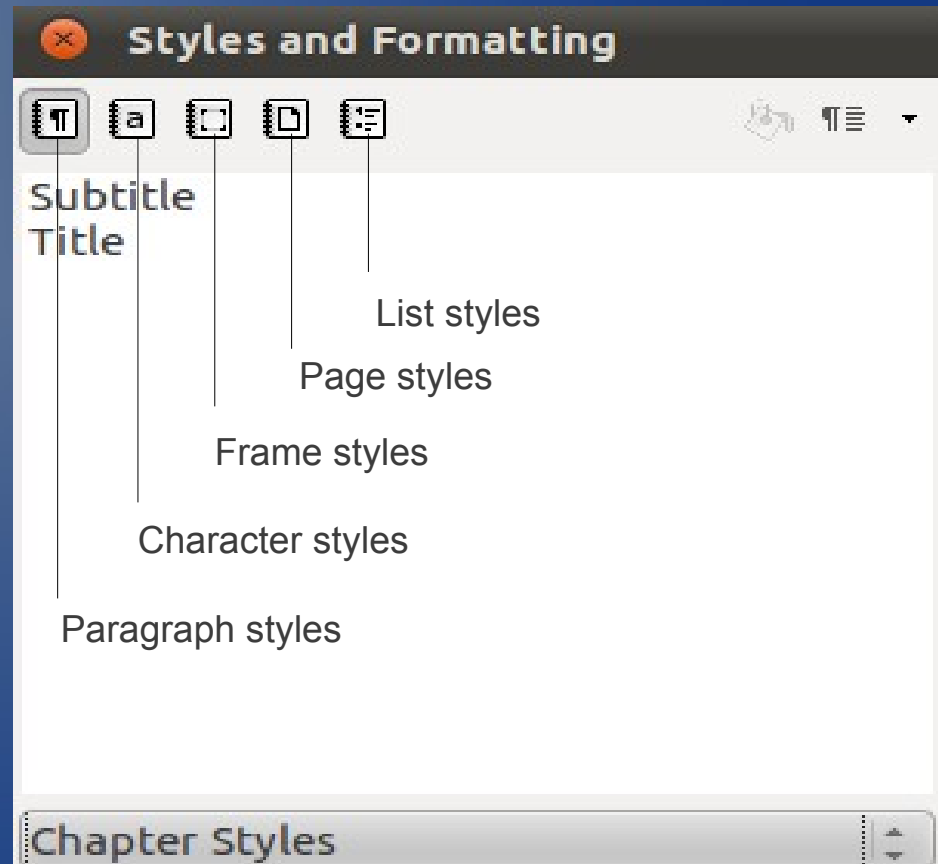 Styles and Formatting
Subtitle
Title
List styles
Page styles
Frame styles
Character styles
Paragraph styles
Chapter Styles